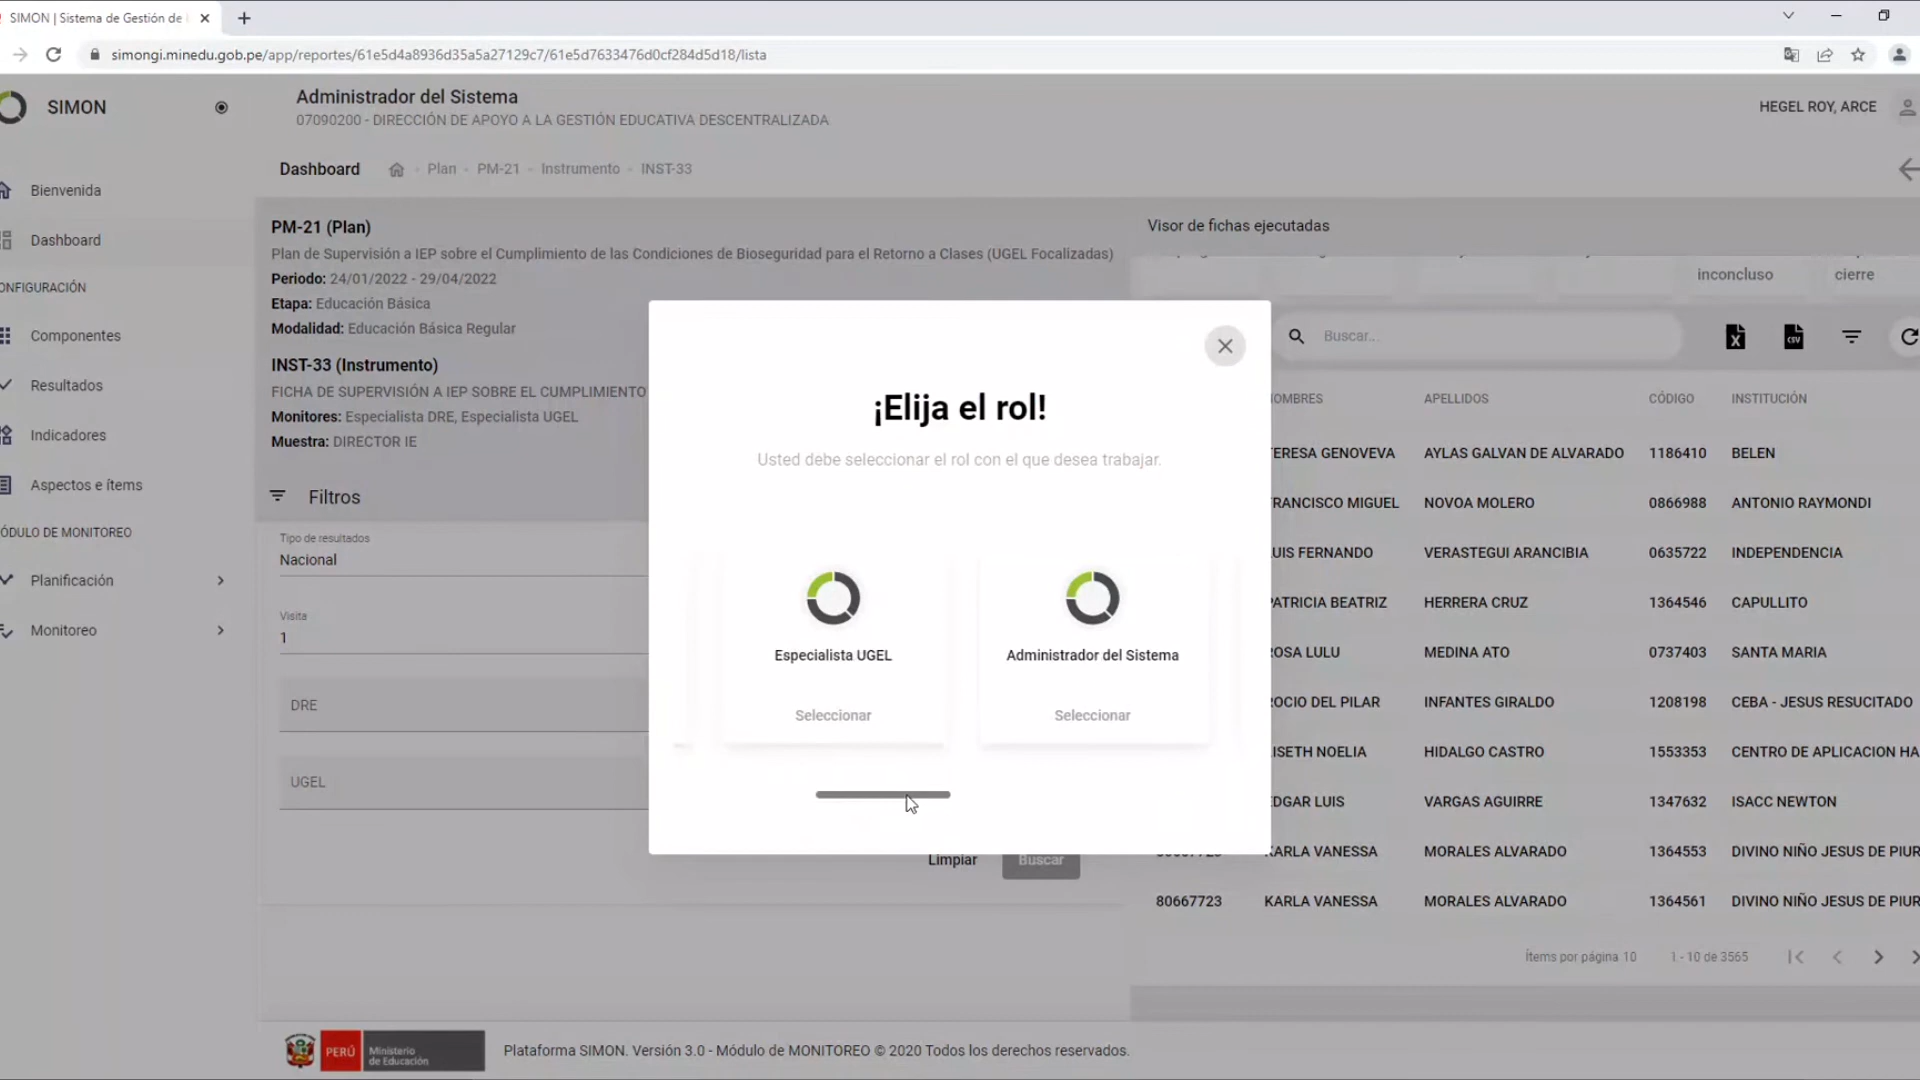 SIMON | Sistema de Gestión de
simongi.minedu.gob.pe/app/reportes/61e5d4a8936d35a5a27129c7/61e5d7633476d0cf284d5d18/lista
SIMON
Administrador del Sistema
07090200 - DIRECCIÓN DE APOYO A LA GESTIÓN EDUCATIVA DESCENTRALIZADA
HEGEL ROY, ARCE
Dashboard
Plan - PM-21 - Instrumento - INST-33
Bienvenida
Dashboard
ONFIGURACIÓN
Componentes
Resultados
Indicadores
Aspectos e ítems
ÓDULO DE MONITOREO
Planificación
Monitoreo
PM-21 (Plan)
Plan de Supervisión a IEP sobre el Cumplimiento de las Condiciones de Bioseguridad para el Retorno a Clases (UGEL Focalizadas)
Periodo: 24/01/2022 - 29/04/2022
Etapa: Educación Básica
Modalidad: Educación Básica Regular
INST-33 (Instrumento)
FICHA DE SUPERVISIÓN A IEP SOBRE EL CUMPLIMIENTO
Monitores: Especialista DRE, Especialista UGEL
Muestra: DIRECTOR IE
Filtros
Tipo de resultados
Nacional
Visita
1
DRE
UGEL
Limpiar
Buscar
¡Elija el rol!
Usted debe seleccionar el rol con el que desea trabajar.
Especialista UGEL
Seleccionar
Administrador del Sistema
Seleccionar
Visor de fichas ejecutadas
inconcluso
cierre
Buscar...
X
CSV
OMBRES APELLIDOS CÓDIGO INSTITUCIÓN
ERESA GENOVEVA AYLAS GALVAN DE ALVARADO 1186410 BELEN
RANCISCO MIGUEL NOVOA MOLERO 0866988 ANTONIO RAYMONDI
UIS FERNANDO VERASTEGUI ARANCIBIA 0635722 INDEPENDENCIA
PATRICIA BEATRIZ HERRERA CRUZ 1364546 CAPULLITO
ROSA LULU MEDINA ATO 0737403 SANTA MARIA
ROCIO DEL PILAR INFANTES GIRALDO 1208198 CEBA - JESUS RESUCITADO
LISETH NOELIA HIDALGO CASTRO 1553353 CENTRO DE APLICACION HA
EDGAR LUIS VARGAS AGUIRRE 1347632 ISACC NEWTON
KARLA VANESSA MORALES ALVARADO 1364553 DIVINO NIÑO JESUS DE PIUR
80667723 KARLA VANESSA MORALES ALVARADO 1364561 DIVINO NIÑO JESUS DE PIUR
Ítems por página 10 1 - 10 de 3565
PERÚ Ministerio
de Educación
Plataforma SIMON. Versión 3.0 - Módulo de MONITOREO © 2020 Todos los derechos reservados.